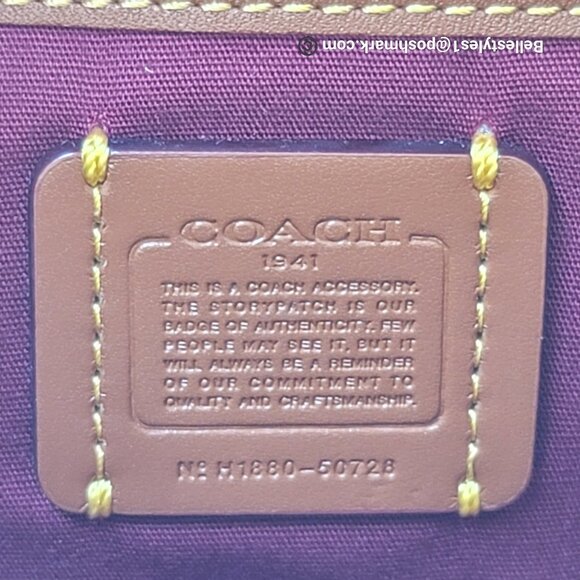 Bellestyles1@poshmark.com
COACH
1941
THIS IS A COACH ACCESSORY.
THE STORYPATCH IS OUR
BADGE OF AUTHENTICITY. FEW
PEOPLE MAY SEE IT, BUT IT
WILL ALWAYS BE A REMINDER
OF OUR COMMITMENT TO
QUALITY AND CRAFTSMANSHIP.
Nº H1880-50728